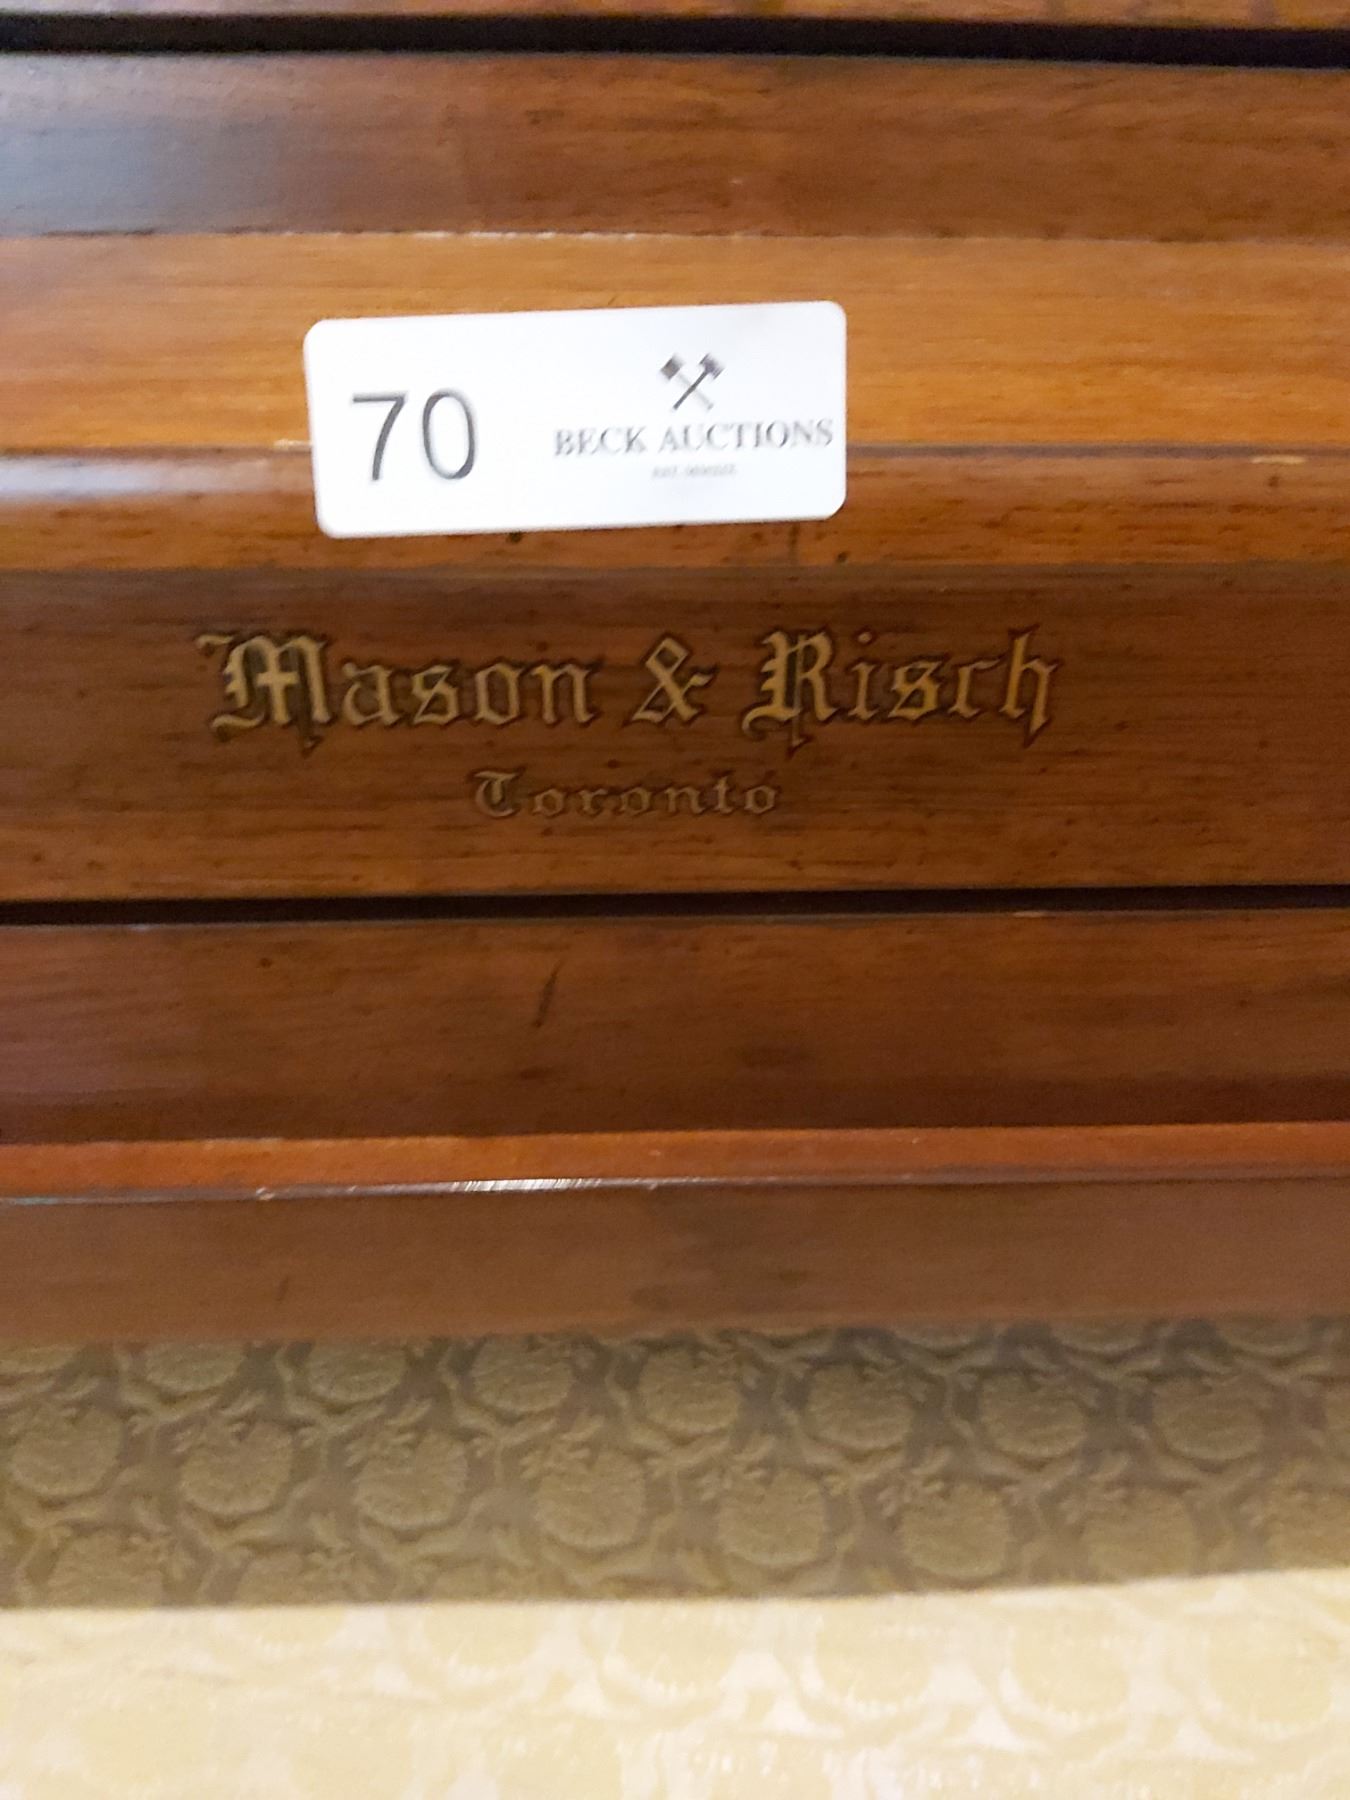 70
BECK AUCTIONS
Mason & Risch
Toronto